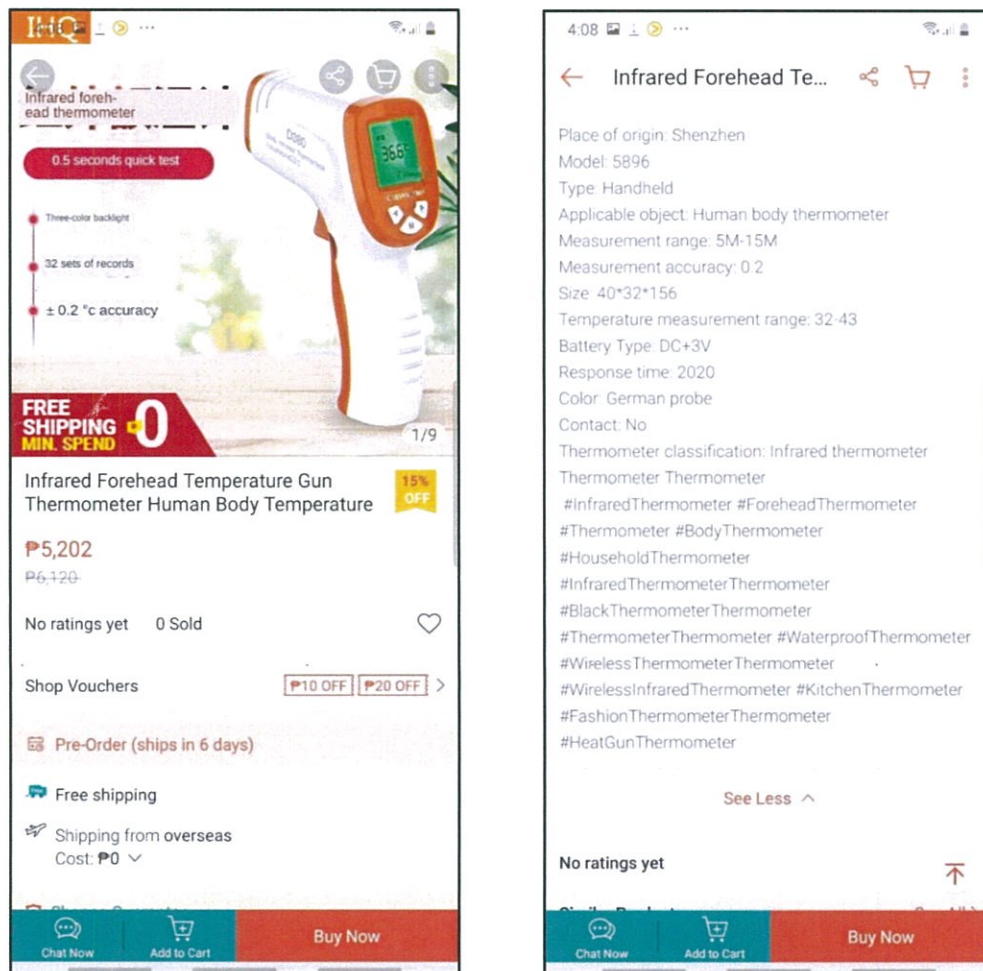 IHQ
Infrared foreh-
ead thermometer
0.5 seconds quick test
Three-color backlight
32 sets of records
± 0.2 °c accuracy
D380
36.6
FREE
SHIPPING
MIN. SPEND ₱0
1/9
Infrared Forehead Temperature Gun
Thermometer Human Body Temperature
15%
OFF
₱5,202
₱6,120
No ratings yet 0 Sold
Shop Vouchers ₱10 OFF ₱20 OFF >
Pre-Order (ships in 6 days)
Free shipping
Shipping from overseas
Cost: ₱0
Chat Now
Add to Cart
Buy Now
4:08
Infrared Forehead Te...
Place of origin: Shenzhen
Model: 5896
Type: Handheld
Applicable object: Human body thermometer
Measurement range: 5M-15M
Measurement accuracy: 0.2
Size: 40*32*156
Temperature measurement range: 32-43
Battery Type: DC+3V
Response time: 2020
Color: German probe
Contact: No
Thermometer classification: Infrared thermometer
Thermometer Thermometer
#InfraredThermometer #ForeheadThermometer
#Thermometer #BodyThermometer
#HouseholdThermometer
#InfraredThermometerThermometer
#BlackThermometerThermometer
#ThermometerThermometer #WaterproofThermometer
#WirelessThermometerThermometer
#WirelessInfraredThermometer #KitchenThermometer
#FashionThermometerThermometer
#HeatGunThermometer
See Less
No ratings yet
Chat Now
Add to Cart
Buy Now